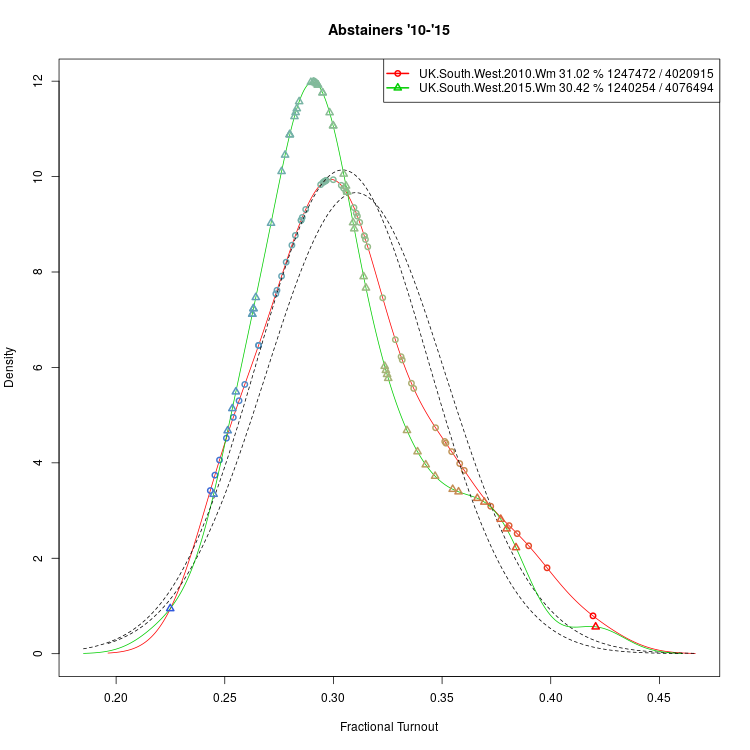 Abstainers '10-'15
UK.South.West.2010.Wm 31.02 % 1247472 / 4020915
UK.South.West.2015.Wm 30.42 % 1240254 / 4076494
Density
12
10
8
6
4
2
0
0.20 0.25 0.30 0.35 0.40 0.45
Fractional Turnout